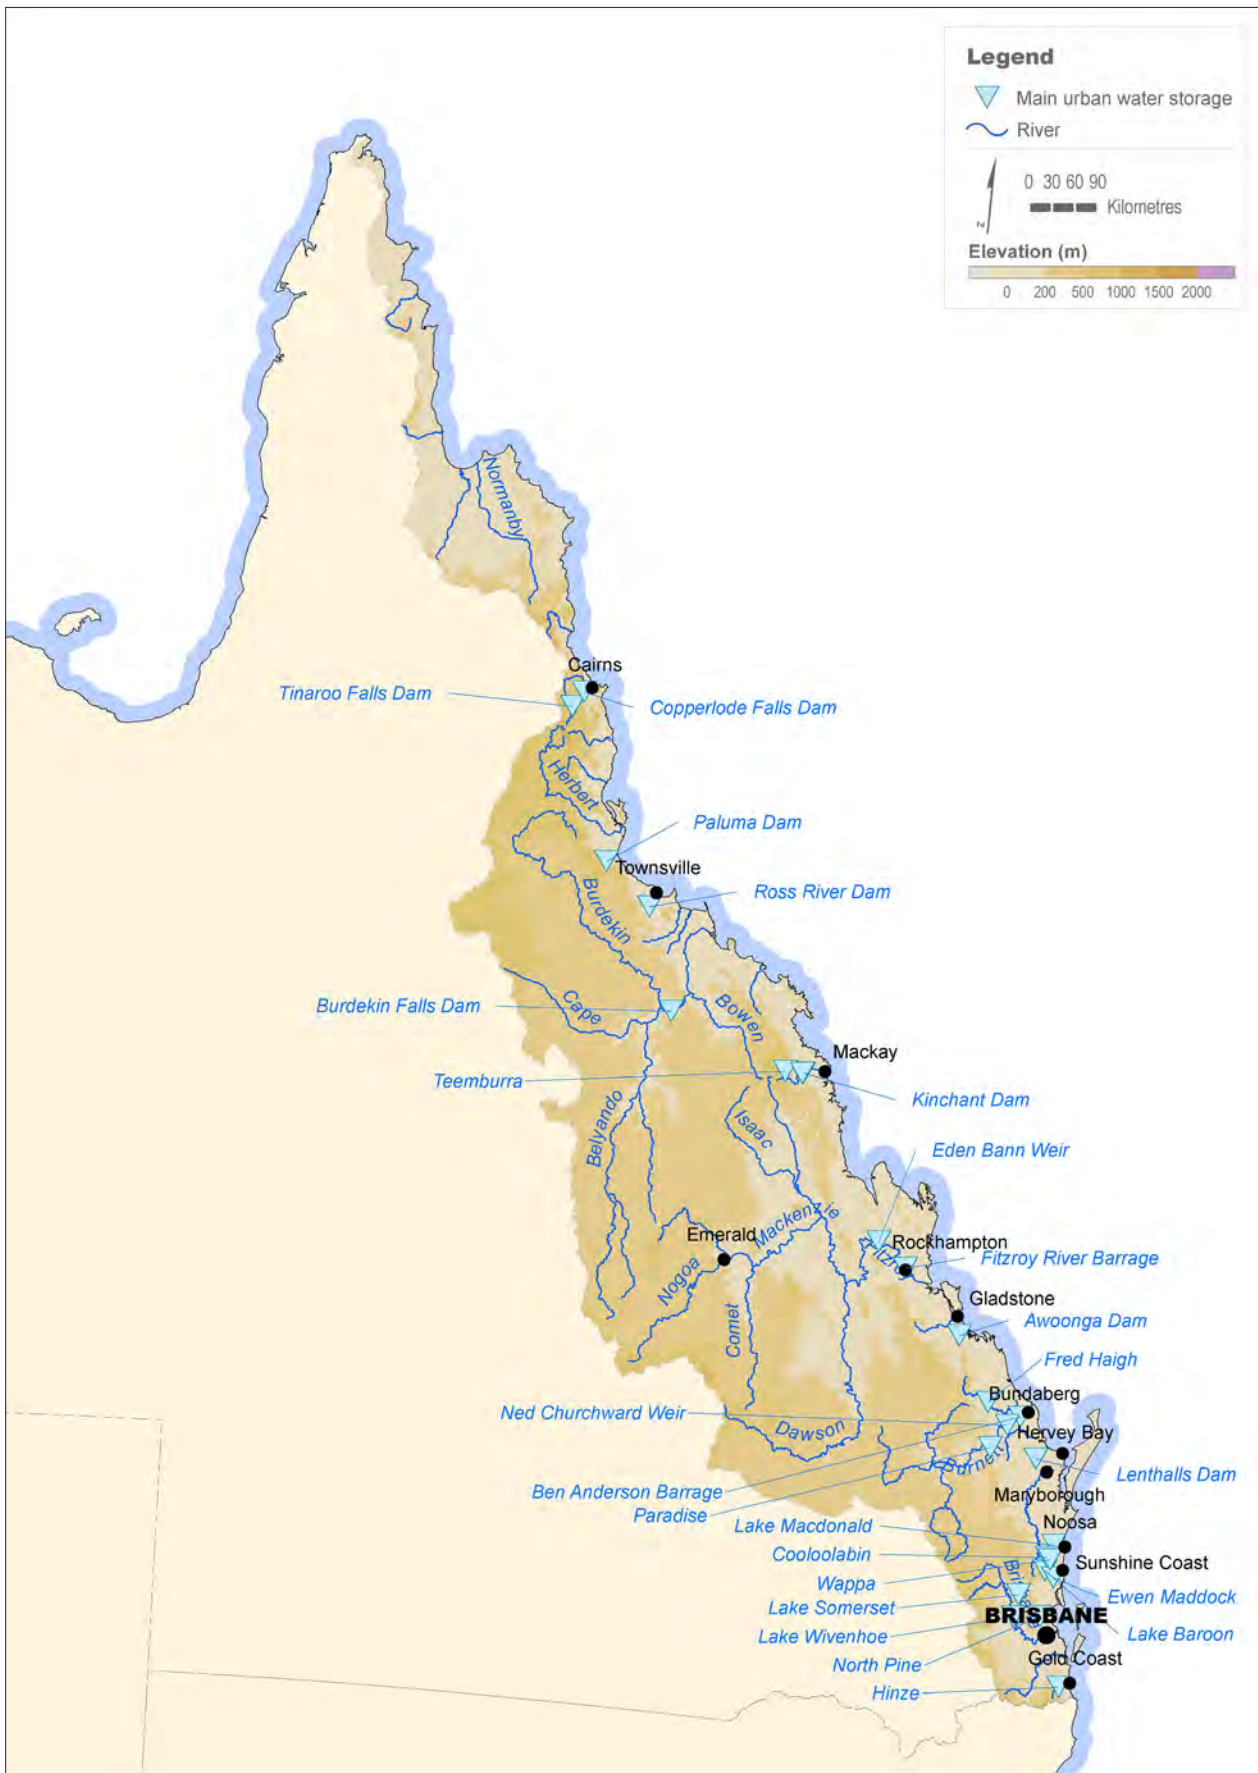 Legend
Main urban water storage
River
0 30 60 90
Kilometres
z
Elevation (m)
0 200 500 1000 1500 2000
Normanby
Cairns
Tinaroo Falls Dam
Copperlode Falls Dam
Herbert
Paluma Dam
Townsville
Ross River Dam
Burdekin
Burdekin Falls Dam
Cape
Bowen
Mackay
Teemburra
Kinchant Dam
Belyando
Isaac
Eden Bann Weir
Mackenzie
Emerald
Rockhampton
Fitzroy
Fitzroy River Barrage
Nogoa
Comet
Gladstone
Awoonga Dam
Fred Haigh
Bundaberg
Ned Churchward Weir
Dawson
Hervey Bay
Burnett
Lenthalls Dam
Ben Anderson Barrage
Maryborough
Paradise
Noosa
Lake Macdonald
Cooloolabin
Sunshine Coast
Wappa
Ewen Maddock
Lake Somerset
BRISBANE
Lake Wivenhoe
Lake Baroon
North Pine
Gold Coast
Hinze